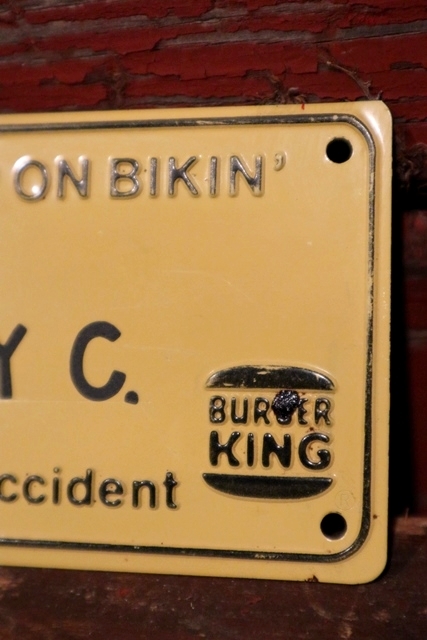 ON BIKIN'
Y C.
ccident
BURGER
KING